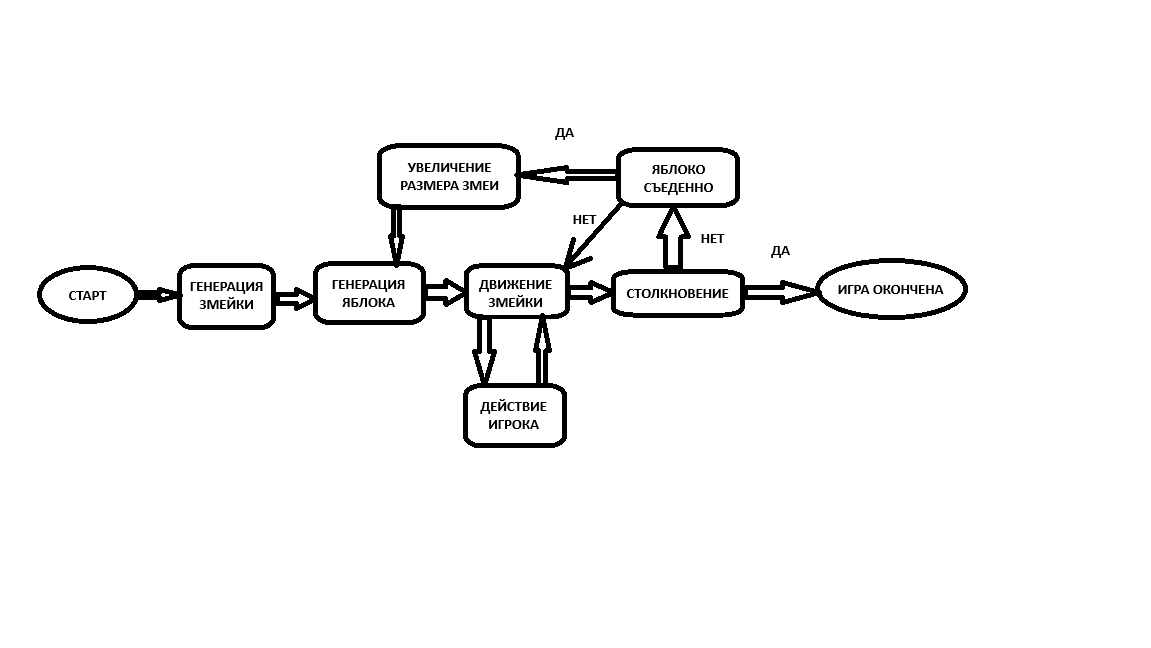 ДА
УВЕЛИЧЕНИЕ
РАЗМЕРА ЗМЕИ
ЯБЛОКО
СЪЕДЕННО
НЕТ
НЕТ
ДА
СТАРТ
ГЕНЕРАЦИЯ
ЗМЕЙКИ
ГЕНЕРАЦИЯ
ЯБЛОКА
ДВИЖЕНИЕ
ЗМЕЙКИ
СТОЛКНОВЕНИЕ
ИГРА ОКОНЧЕНА
ДЕЙСТВИЕ
ИГРОКА